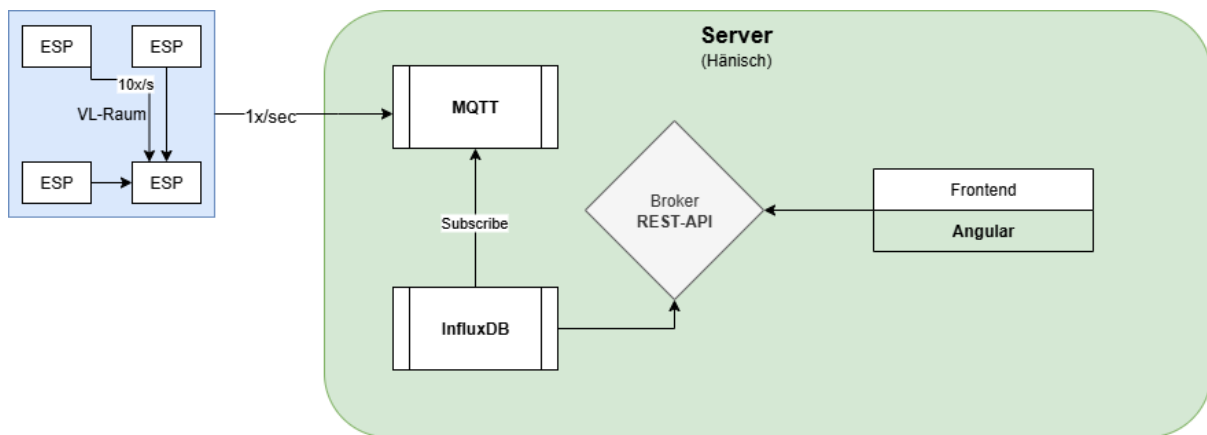 ESP
ESP
10x/s
VL-Raum
ESP
ESP
1x/sec
Server
(Hänisch)
MQTT
Subscribe
InfluxDB
Broker
REST-API
Frontend
Angular